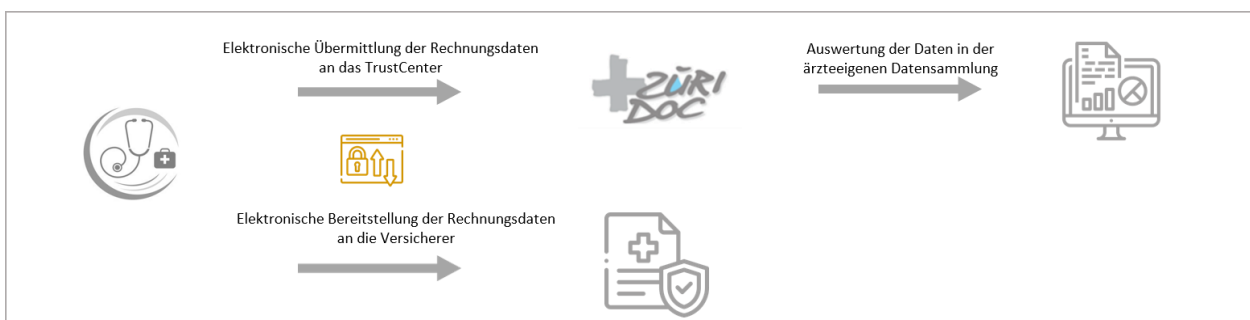 Elektronische Übermittlung der Rechnungsdaten
an das TrustCenter
Auswertung der Daten in der
ärzteeigenen Datensammlung
ZÜRI
DOC
Elektronische Bereitstellung der Rechnungsdaten
an die Versicherer